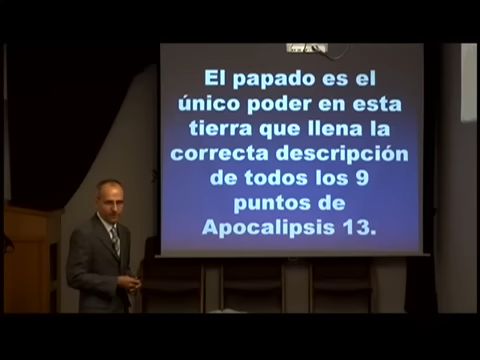 El papado es el
único poder en esta
tierra que llena la
correcta descripción
de todos los 9
puntos de
Apocalipsis 13.